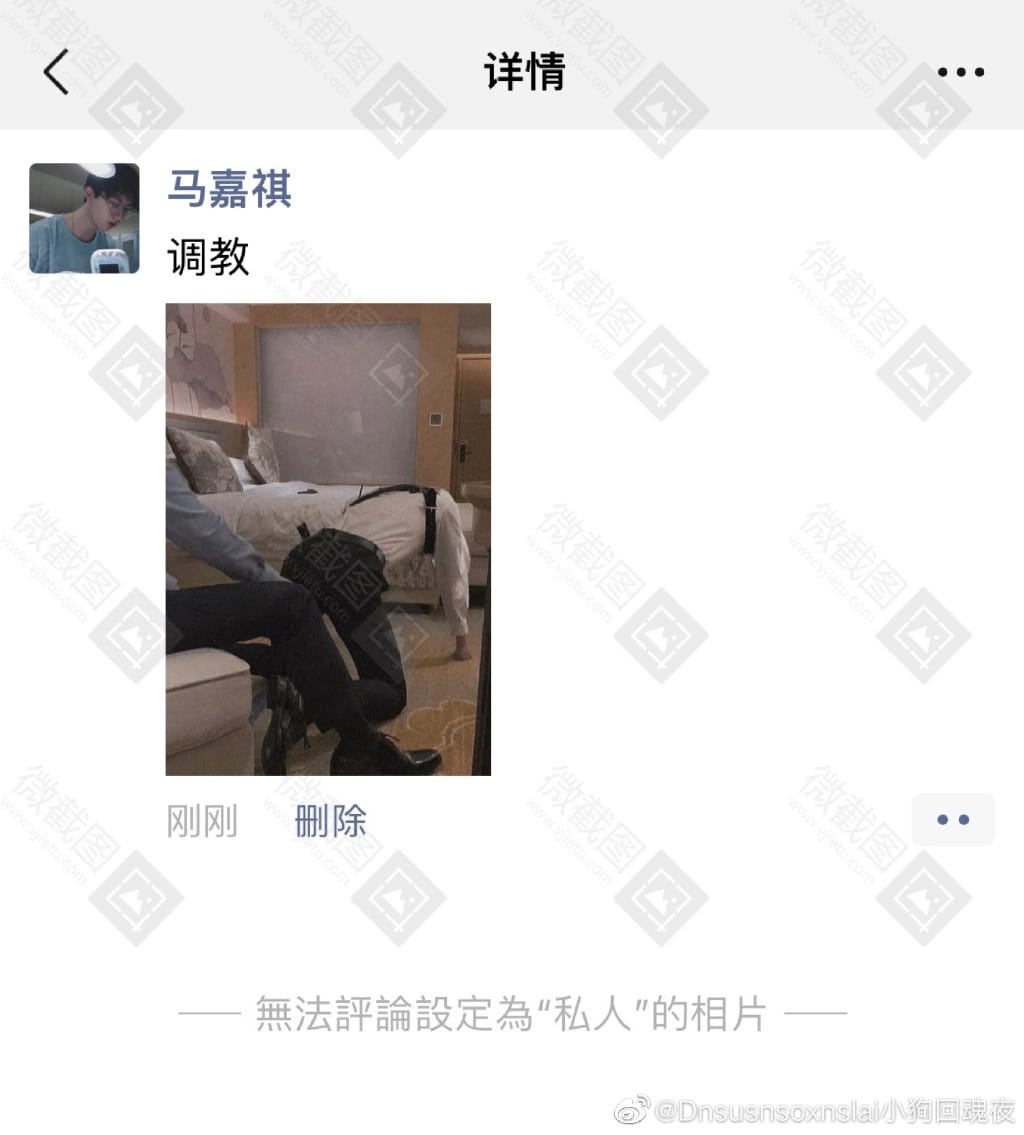 详情
马嘉祺
调教
刚刚 删除
無法評論設定為“私人”的相片
微截图
www.vjietu.com
@Dnsusnsoxnslai小狗回魂夜